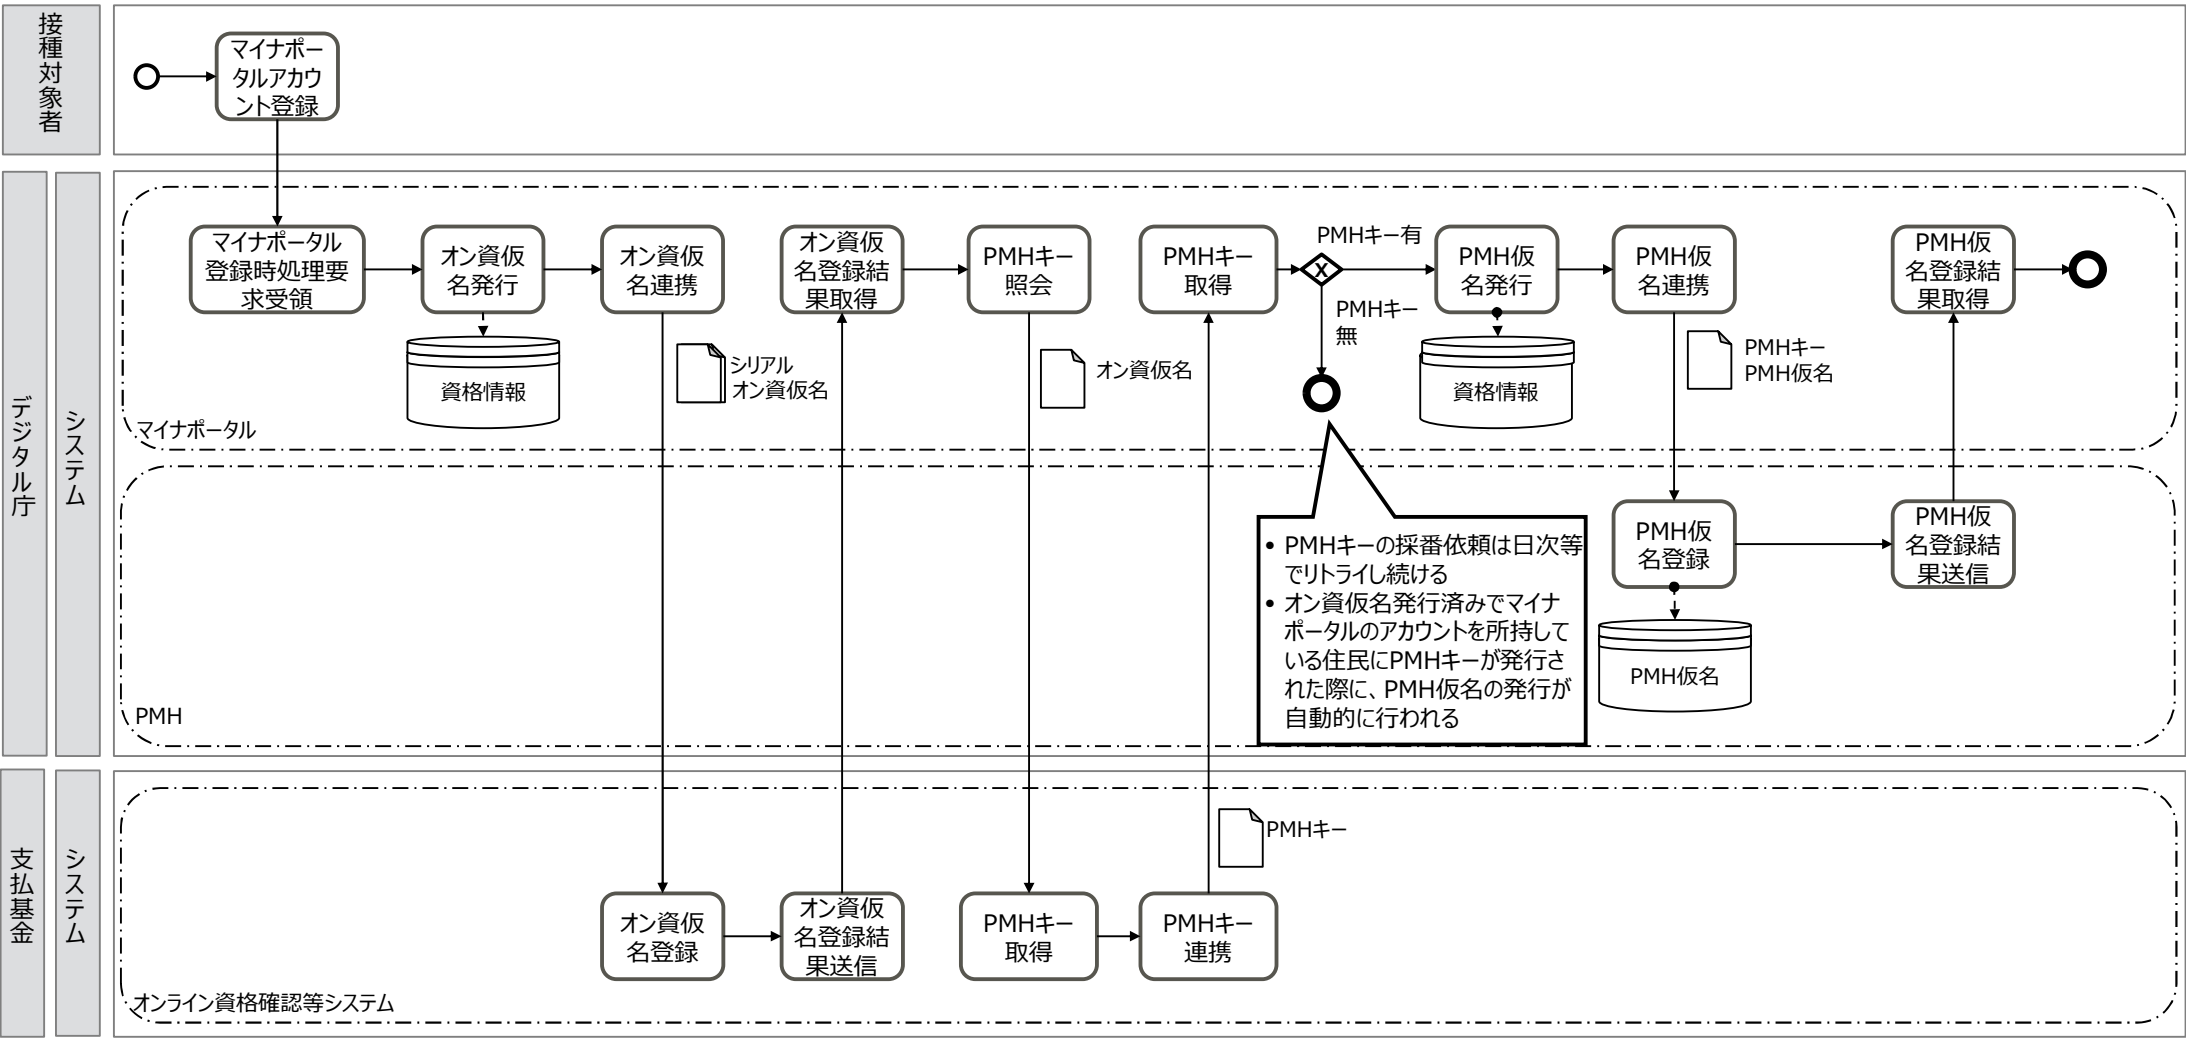 接種対象者
マイナポー
タルアカウ
ント登録
デジタル庁
システム
マイナポータル
登録時処理要
求受領
オン資仮
名発行
オン資仮
名連携
オン資仮
名登録結
果取得
PMHキー
照会
PMHキー
取得
X
PMHキー有
PMHキー
無
PMH仮
名発行
PMH仮
名連携
PMH仮
名登録結
果取得
資格情報
シリアル
オン資仮名
オン資仮名
資格情報
PMHキー
PMH仮名
マイナポータル
• PMHキーの採番依頼は日次等
でリトライし続ける
• オン資仮名発行済みでマイナ
ポータルのアカウントを所持して
いる住民にPMHキーが発行さ
れた際に、PMH仮名の発行が
自動的に行われる
PMH仮
名登録
PMH仮
名登録結
果送信
PMH仮名
PMH
支払基金
システム
PMHキー
オン資仮
名登録
オン資仮
名登録結
果送信
PMHキー
取得
PMHキー
連携
オンライン資格確認等システム